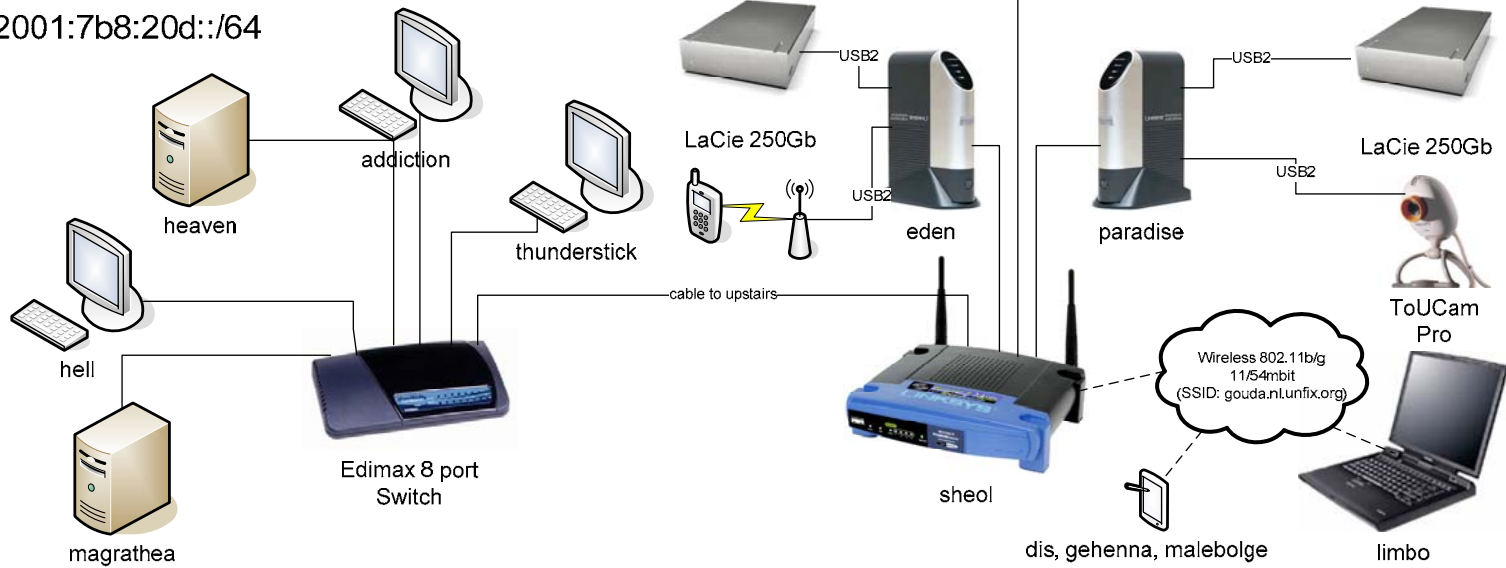 2001:7b8:20d::/64
USB2
USB2
LaCie 250Gb
LaCie 250Gb
addiction
USB2
USB2
heaven
thunderstick
eden
paradise
cable to upstairs
ToUCam
Pro
hell
Wireless 802.11b/g
11/54mbit
(SSID: gouda.nl.unfix.org)
LINKSYS
Edimax 8 port
Switch
sheol
magrathea
dis, gehenna, malebolge
limbo